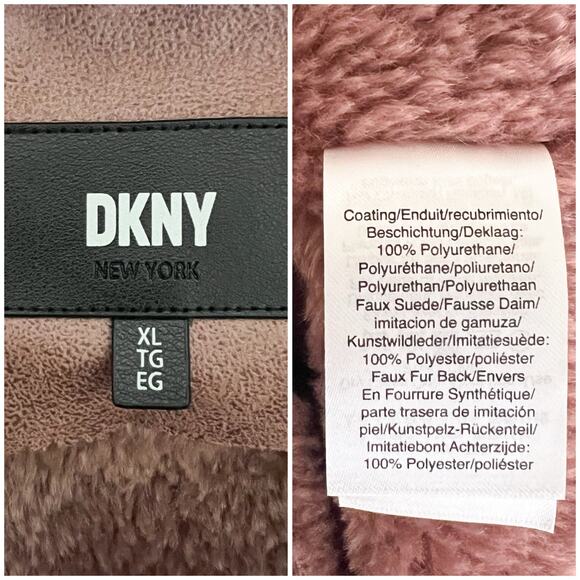 DKNY
NEW YORK
XL
TG
EG
Coating/Enduit/recubrimiento/
Beschichtung/Deklaag:
100% Polyurethane/
Polyuréthane/poliuretano/
Polyurethan/Polyurethaan
Faux Suede/Fausse Daim/
imitacion de gamuza/
Kunstwildleder/Imitatiesuède:
100% Polyester/poliéster
Faux Fur Back/Envers
En Fourrure Synthétique/
parte trasera de imitación
piel/Kunstpelz-Rückenteil/
Imitatiebont Achterzijde:
100% Polyester/poliéster